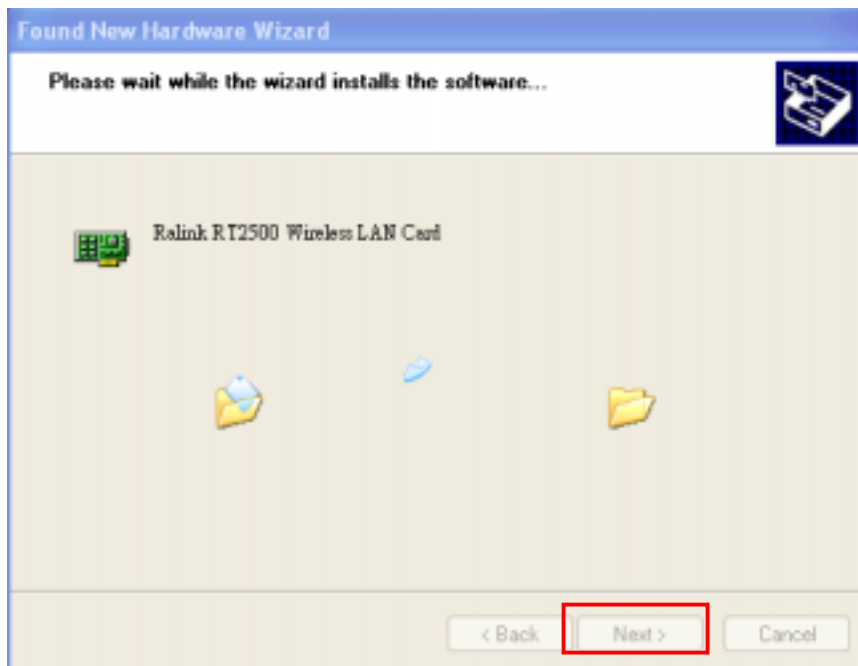 Found New Hardware Wizard
Please wait while the wizard installs the software...
Ralink RT2500 Wireless LAN Card
< Back
Next >
Cancel